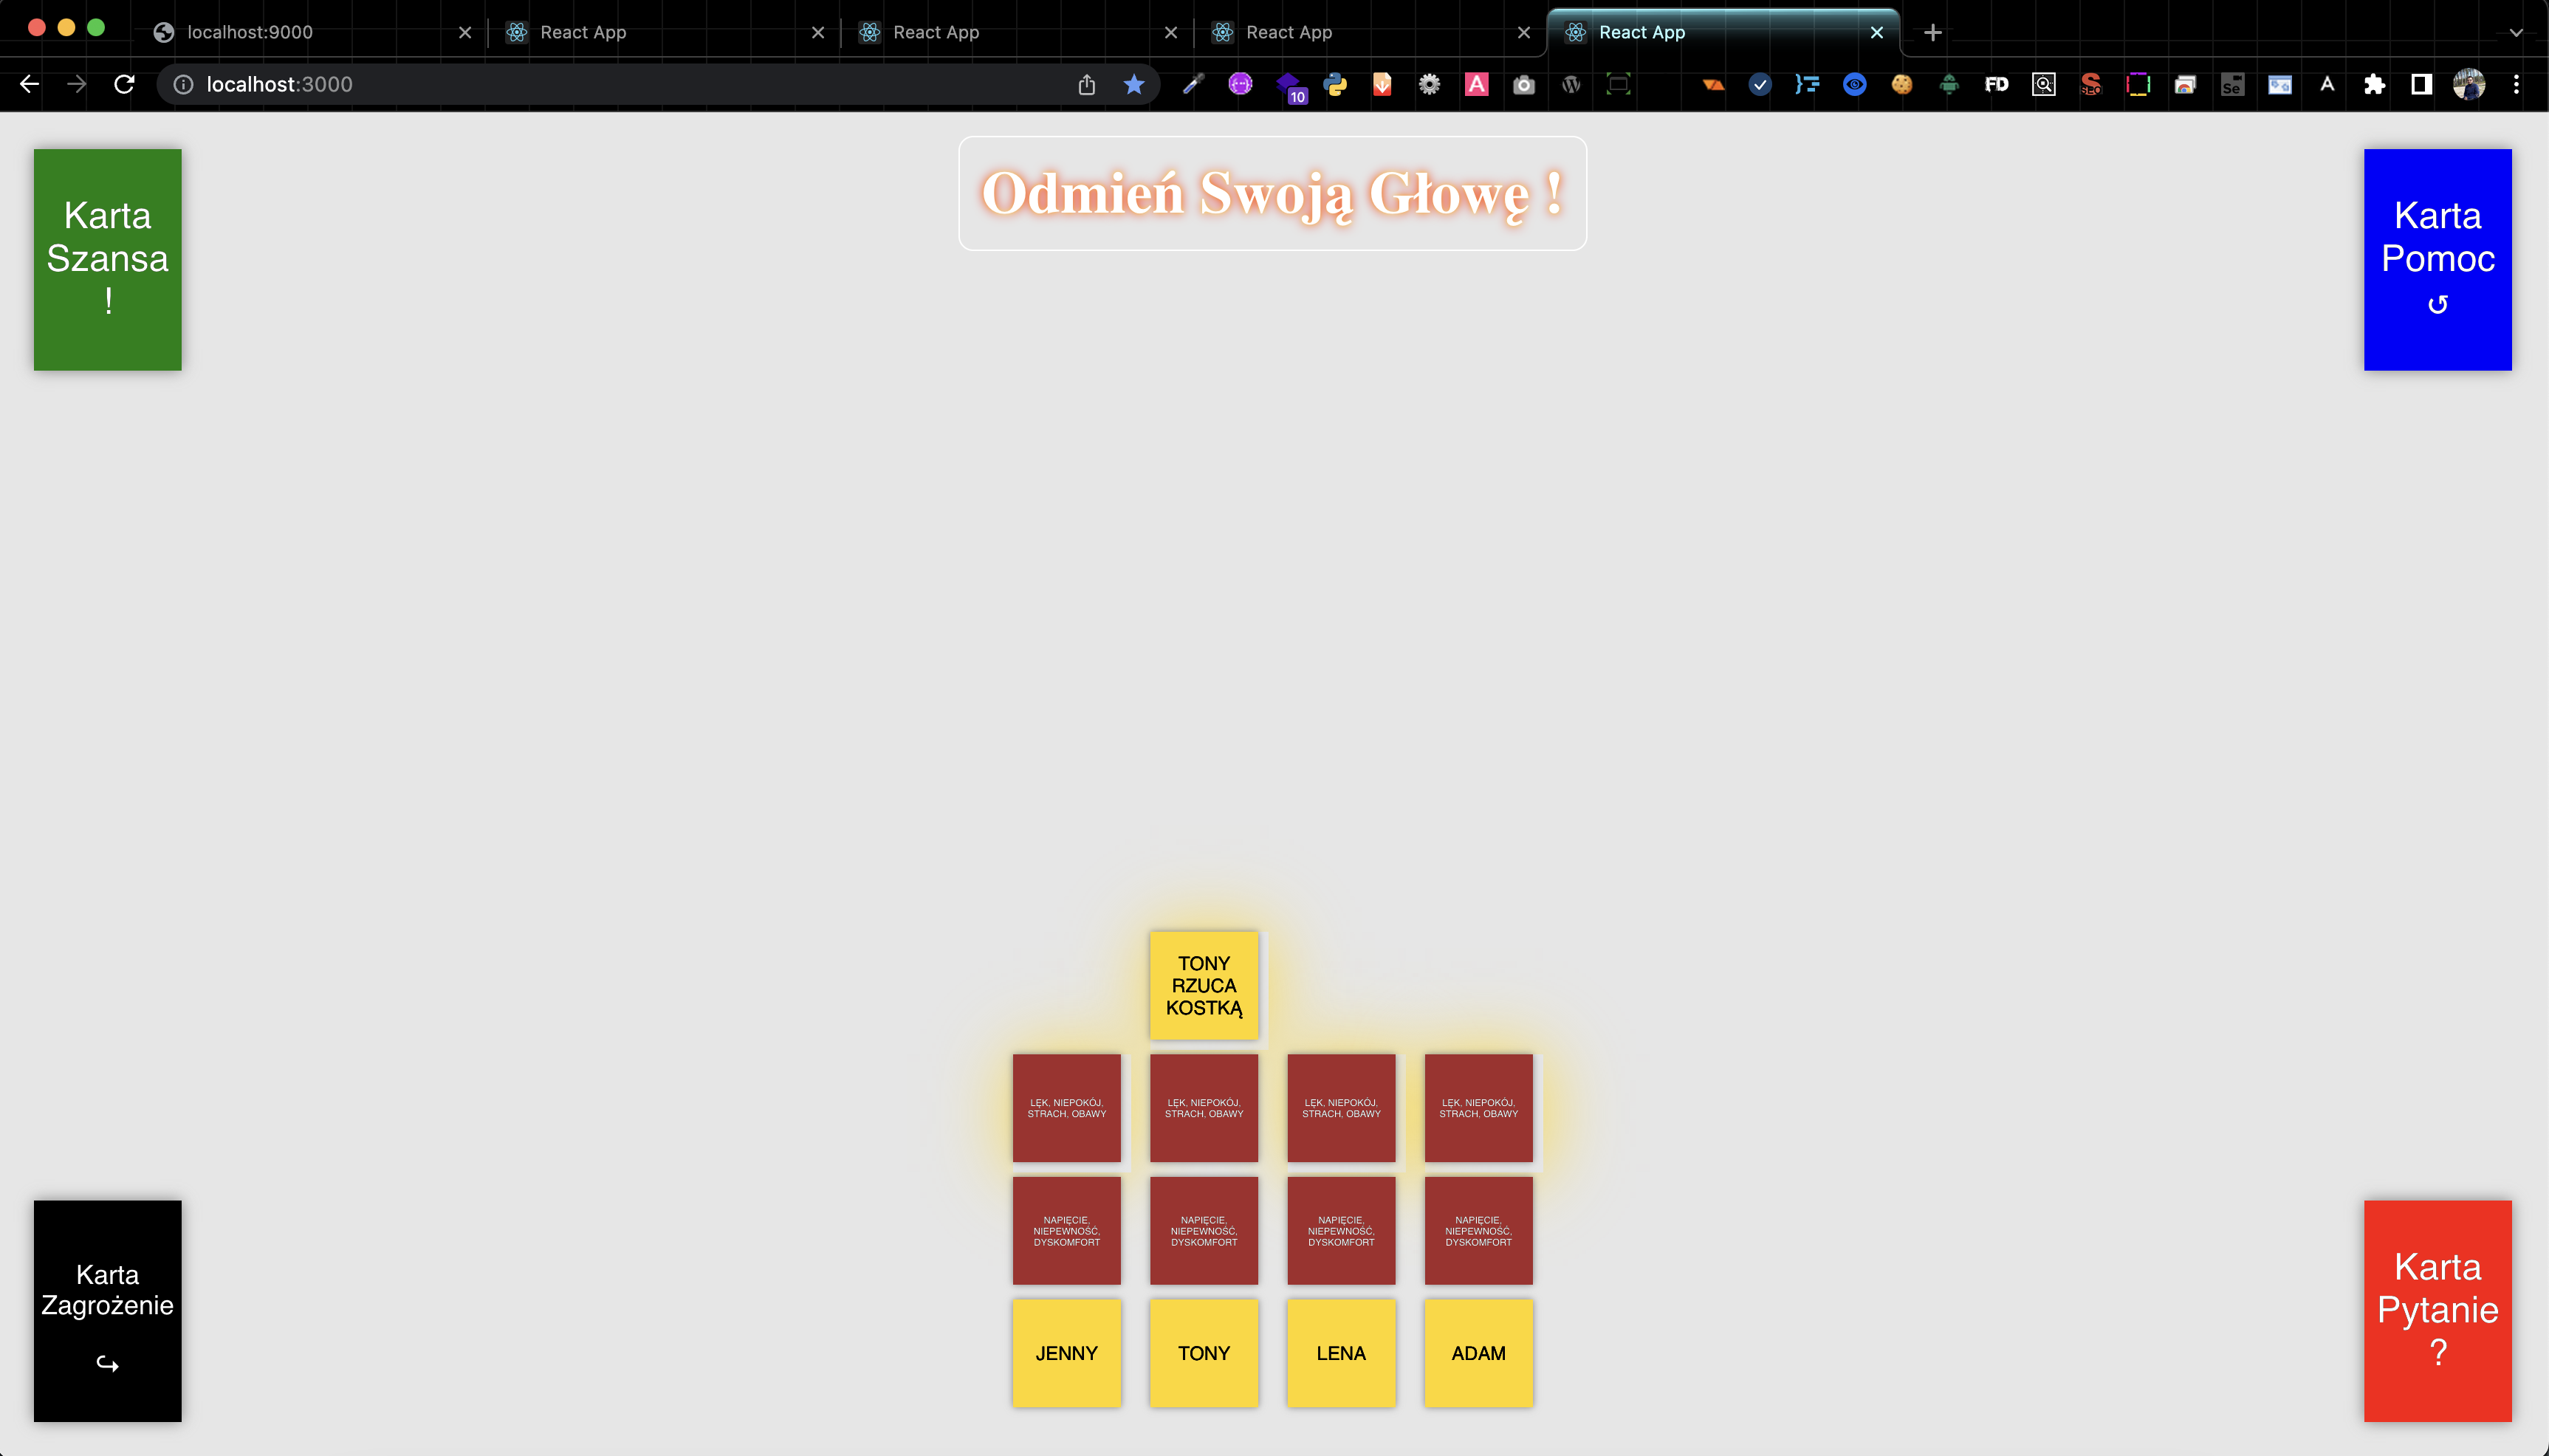 localhost:9000
React App
React App
React App
React App
localhost:3000
10
A
FD
SEO
Se
A
Odmień Swoją Głowę !
Karta
Szansa
!
Karta
Pomoc
↺
TONY
RZUCA
KOSTKĄ
LĘK, NIEPOKÓJ,
STRACH, OBAWY
LĘK, NIEPOKÓJ,
STRACH, OBAWY
LĘK, NIEPOKÓJ,
STRACH, OBAWY
LĘK, NIEPOKÓJ,
STRACH, OBAWY
NAPIĘCIE,
NIEPEWNOŚĆ,
DYSKOMFORT
NAPIĘCIE,
NIEPEWNOŚĆ,
DYSKOMFORT
NAPIĘCIE,
NIEPEWNOŚĆ,
DYSKOMFORT
NAPIĘCIE,
NIEPEWNOŚĆ,
DYSKOMFORT
JENNY
TONY
LENA
ADAM
Karta
Zagrożenie
↪
Karta
Pytanie
?